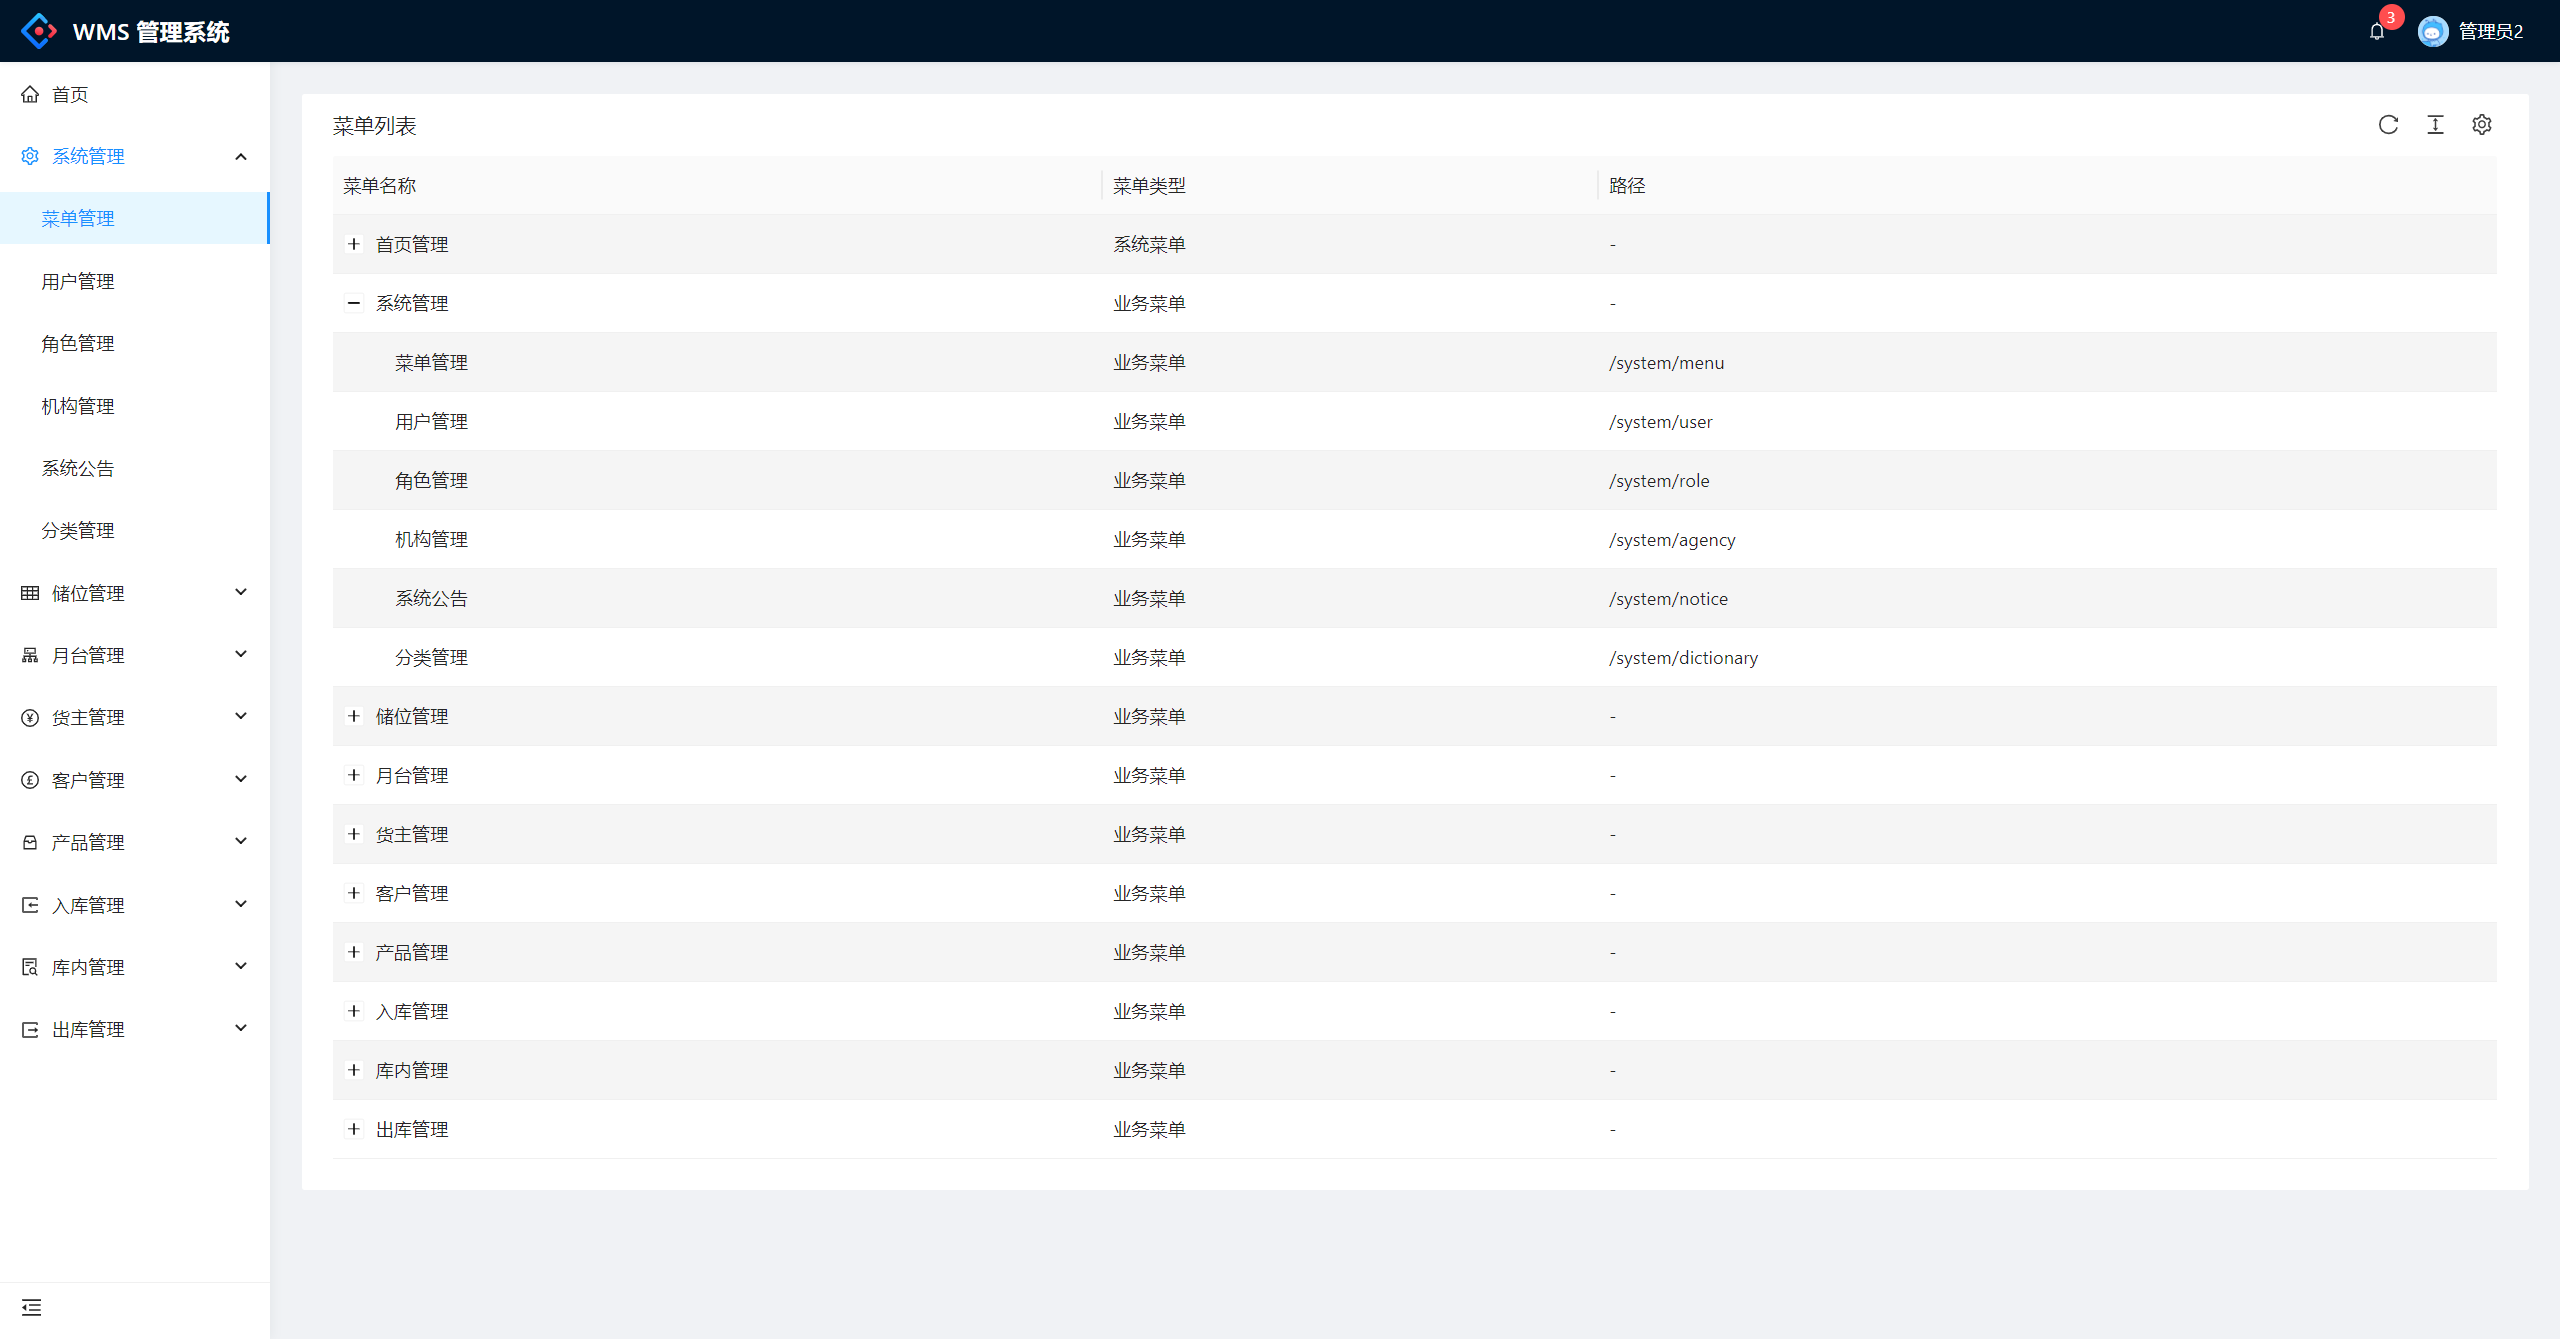 WMS 管理系统
3
管理员2
首页
系统管理
菜单管理
用户管理
角色管理
机构管理
系统公告
分类管理
储位管理
月台管理
货主管理
客户管理
产品管理
入库管理
库内管理
出库管理
菜单列表
菜单名称 菜单类型 路径
首页管理 系统菜单 -
系统管理 业务菜单 -
菜单管理 业务菜单 /system/menu
用户管理 业务菜单 /system/user
角色管理 业务菜单 /system/role
机构管理 业务菜单 /system/agency
系统公告 业务菜单 /system/notice
分类管理 业务菜单 /system/dictionary
储位管理 业务菜单 -
月台管理 业务菜单 -
货主管理 业务菜单 -
客户管理 业务菜单 -
产品管理 业务菜单 -
入库管理 业务菜单 -
库内管理 业务菜单 -
出库管理 业务菜单 -